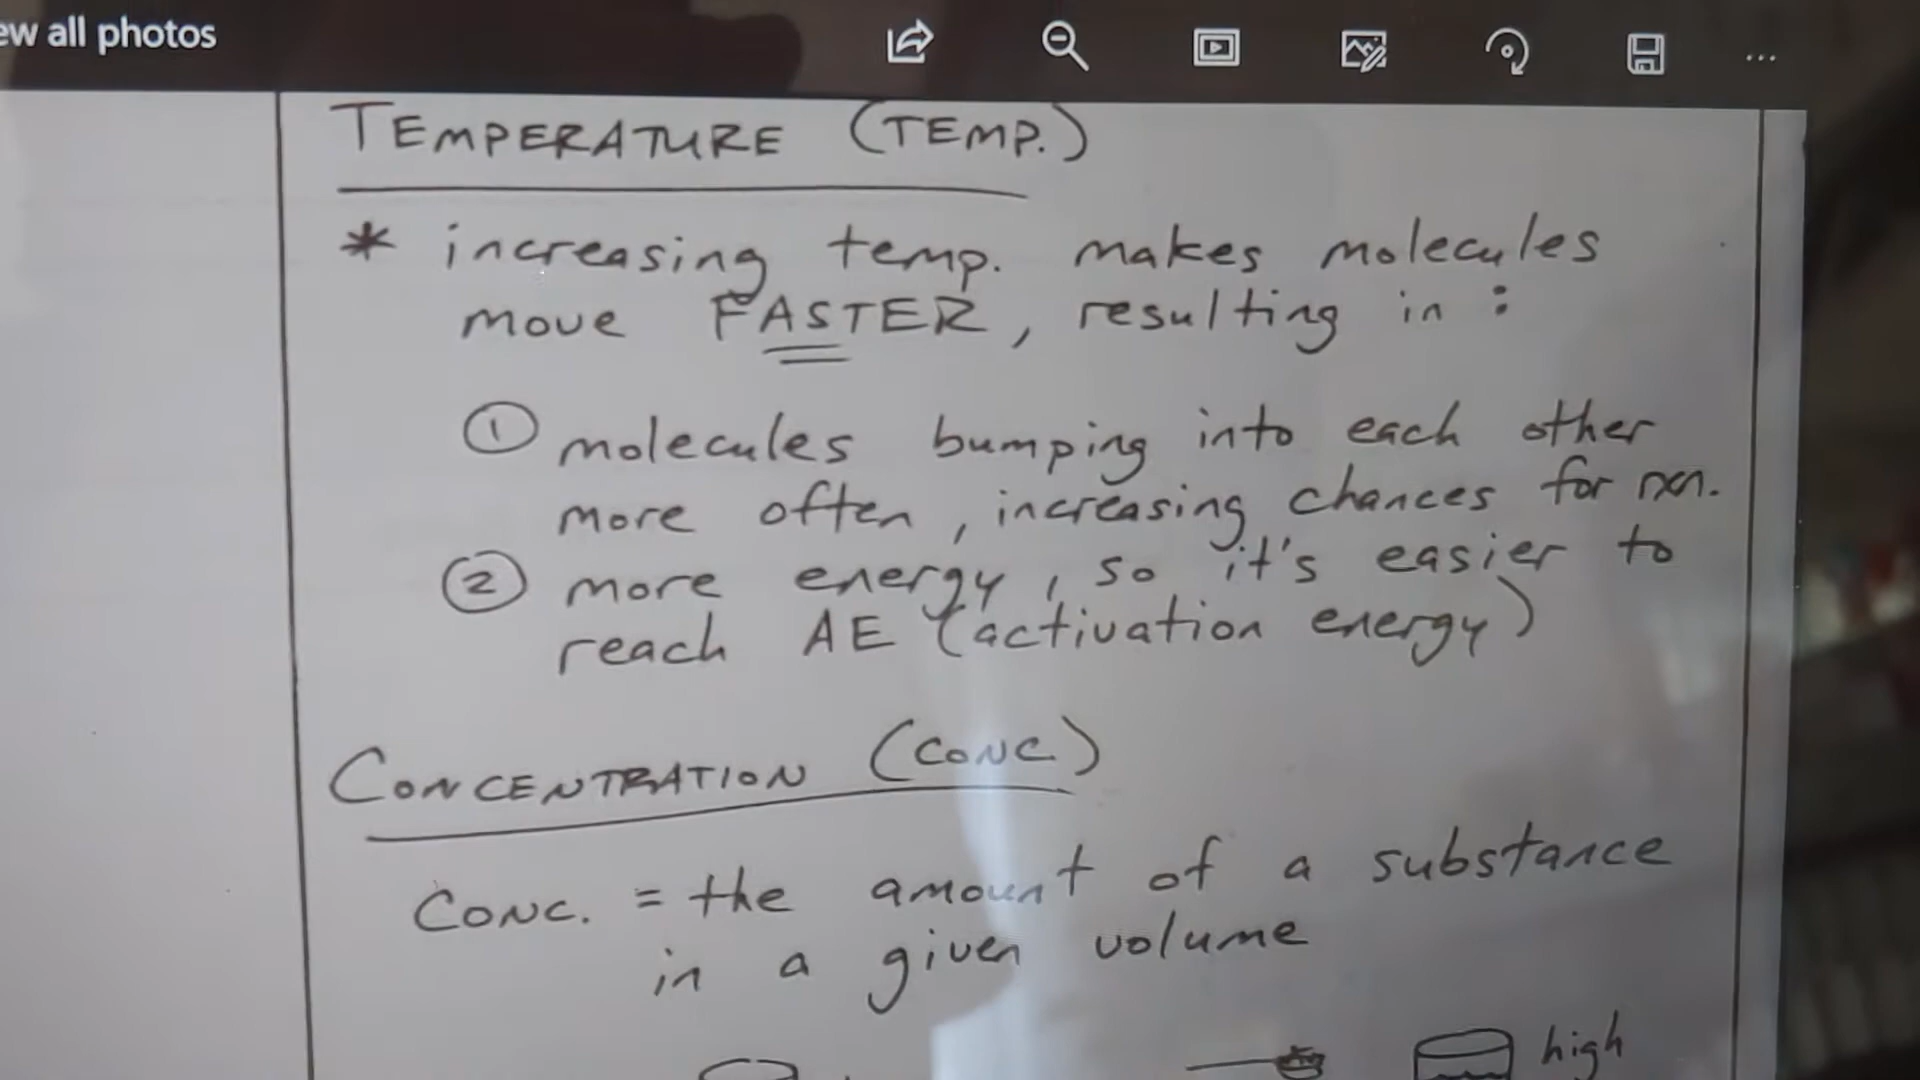 ew all photos
TEMPERATURE (TEMP.)
* increasing temp. makes molecules
move FASTER, resulting in :
① molecules bumping into each other
more often, increasing chances for rxn.
② more energy, so it's easier to
reach AE (activation energy)
CONCENTRATION (CONC)
CONC. = the amount of a substance
in a given volume
high